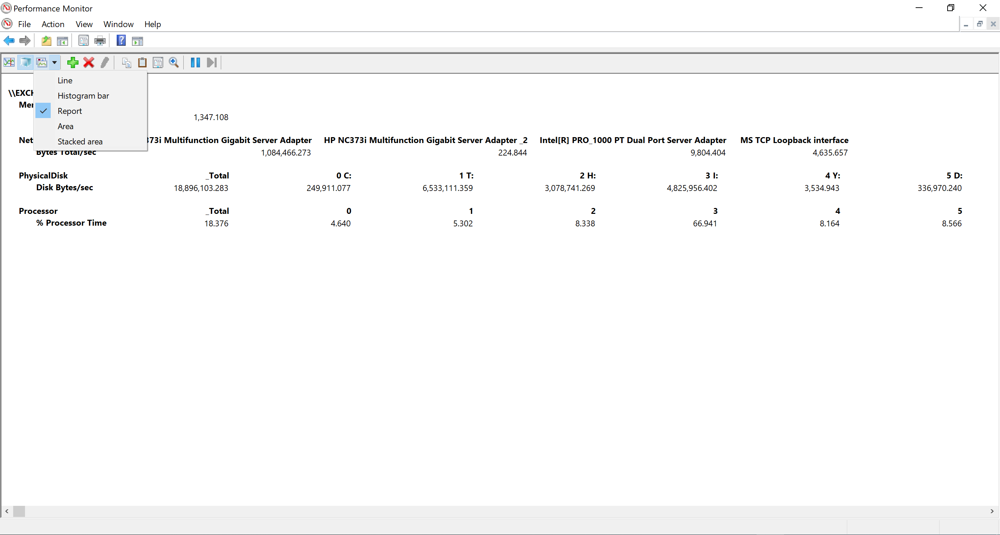 Performance Monitor
File Action View Window Help
Line
\\EXCH
Histogram bar
Report
1,347.108
Area
Stacked area
373i Multifunction Gigabit Server Adapter HP NC373i Multifunction Gigabit Server Adapter _2 Intel[R] PRO_1000 PT Dual Port Server Adapter MS TCP Loopback interface
Bytes Total/sec 1,084,466.273 224.844 9,804.404 4,635.657
PhysicalDisk _Total 0 C: 1 T: 2 H: 3 I: 4 Y: 5 D:
Disk Bytes/sec 18,896,103.283 249,911.077 6,533,111.359 3,078,741.269 4,825,956.402 3,534.943 336,970.240
Processor _Total 0 1 2 3 4 5
% Processor Time 18.376 4.640 5.302 8.338 66.941 8.164 8.566